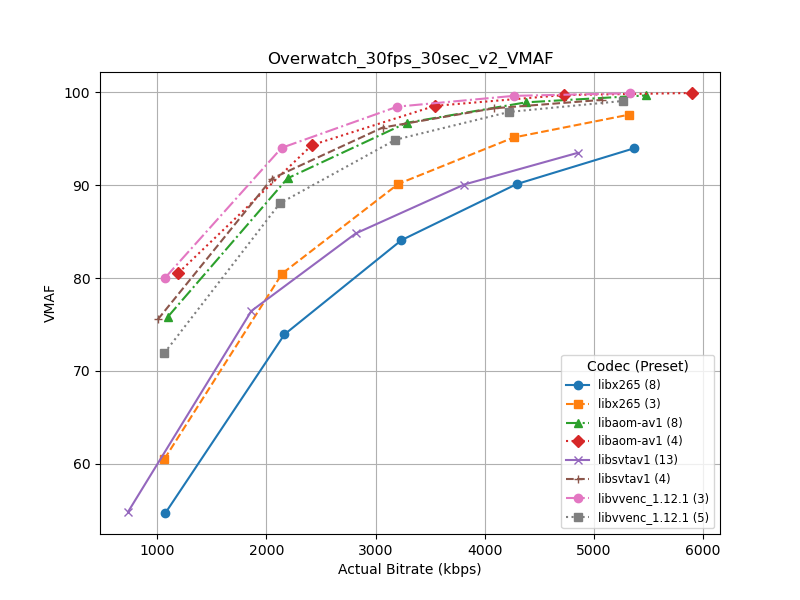 Overwatch_30fps_30sec_v2_VMAF
VMAF
100
90
80
70
60
1000 2000 3000 4000 5000 6000
Actual Bitrate (kbps)
Codec (Preset)
libx265 (8)
libx265 (3)
libaom-av1 (8)
libaom-av1 (4)
libsvtav1 (13)
libsvtav1 (4)
libvvenc_1.12.1 (3)
libvvenc_1.12.1 (5)